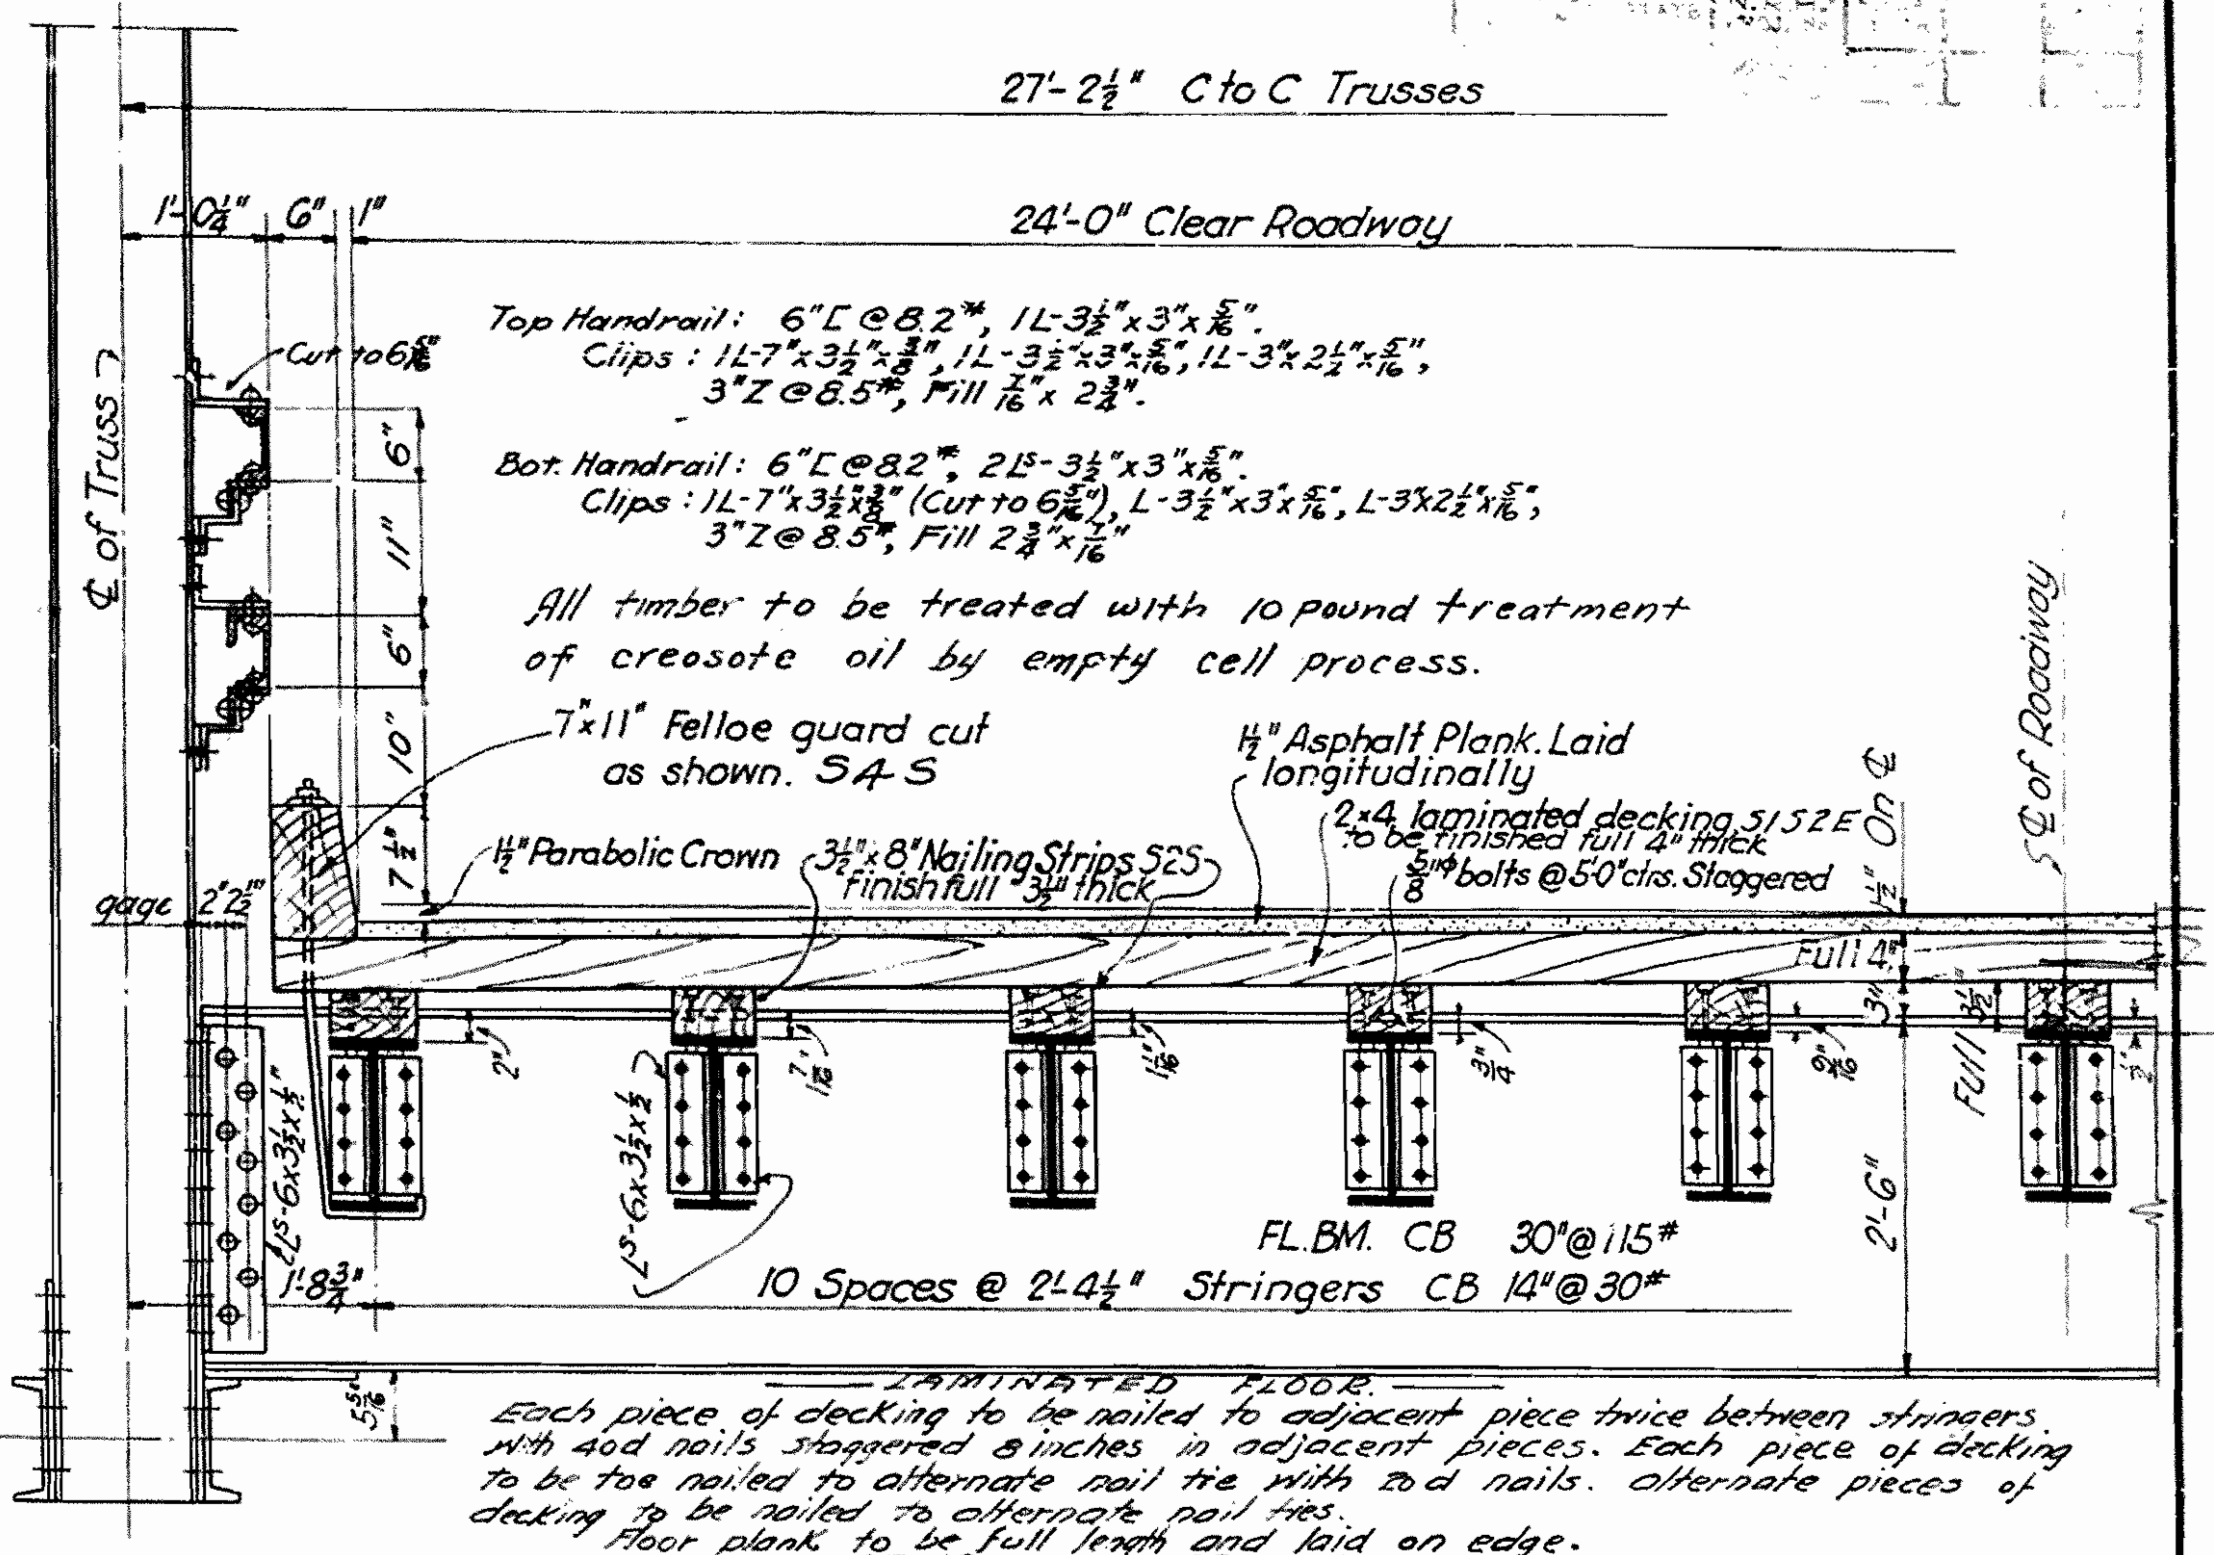 27'-2½" C to C Trusses
1'-0¼" 6" 1"
24'-0" Clear Roadway
Top Handrail: 6"[ @ 8.2#, 1L-3½"x3"x5/16".
Clips: 1L-7"x3½"x3/8", 1L-3½"x3"x5/16", 1L-3"x2½"x5/16",
3"Z @ 8.5#, Fill 7/16" x 2¾".
Cut to 6 5/16"
℄ of Truss
6"
11"
6"
10"
7½"
Bot. Handrail: 6"[ @ 8.2#, 2Ls-3½"x3"x5/16".
Clips: 1L-7"x3½"x3/8" (Cut to 6 5/16"), L-3½"x3"x5/16", L-3"x2½"x5/16",
3"Z @ 8.5#, Fill 2¾"x7/16"
All timber to be treated with 10 pound treatment
of creosote oil by empty cell process.
7"x11" Felloe guard cut
as shown. S4S
1½" Asphalt Plank. Laid
longitudinally
2x4 laminated decking S1S2E
to be finished full 4" thick
5/8"φ bolts @ 5'-0" ctrs. Staggered
1½" Parabolic Crown
3½"x8" Nailing Strips S2S
finish full 3½" thick
1½" On ℄
℄ of Roadway
gage 2" 2½"
Full 4"
3"
Full 3½"
2"
1 7/16"
1 1/16"
3/4"
9/16"
½"
2Ls-6x3½x½"
Ls-6x3½x½
2'-6"
FL.BM. CB 30"@115#
1'-8¾"
10 Spaces @ 2'-4½" Stringers CB 14"@30#
5 5/16"
LAMINATED FLOOR.
Each piece of decking to be nailed to adjacent piece twice between stringers
with 40d nails staggered 8 inches in adjacent pieces. Each piece of decking
to be toe nailed to alternate nail tie with 20d nails. alternate pieces of
decking to be nailed to alternate nail ties.
Floor plank to be full length and laid on edge.